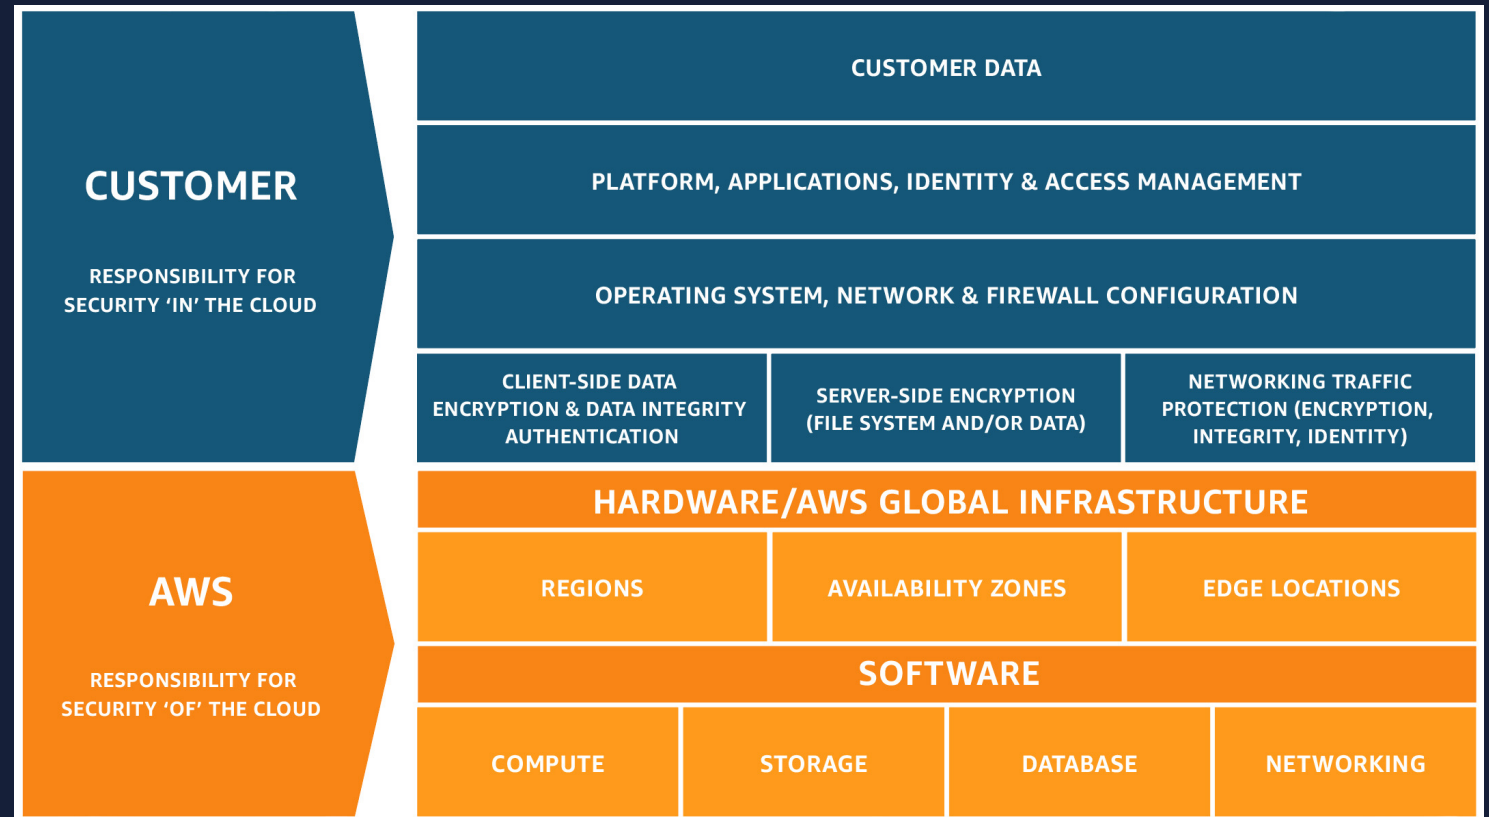 CUSTOMER
RESPONSIBILITY FOR
SECURITY ‘IN’ THE CLOUD
CUSTOMER DATA
PLATFORM, APPLICATIONS, IDENTITY & ACCESS MANAGEMENT
OPERATING SYSTEM, NETWORK & FIREWALL CONFIGURATION
CLIENT-SIDE DATA
ENCRYPTION & DATA INTEGRITY
AUTHENTICATION
SERVER-SIDE ENCRYPTION
(FILE SYSTEM AND/OR DATA)
NETWORKING TRAFFIC
PROTECTION (ENCRYPTION,
INTEGRITY, IDENTITY)
AWS
RESPONSIBILITY FOR
SECURITY ‘OF’ THE CLOUD
HARDWARE/AWS GLOBAL INFRASTRUCTURE
REGIONS
AVAILABILITY ZONES
EDGE LOCATIONS
SOFTWARE
COMPUTE
STORAGE
DATABASE
NETWORKING